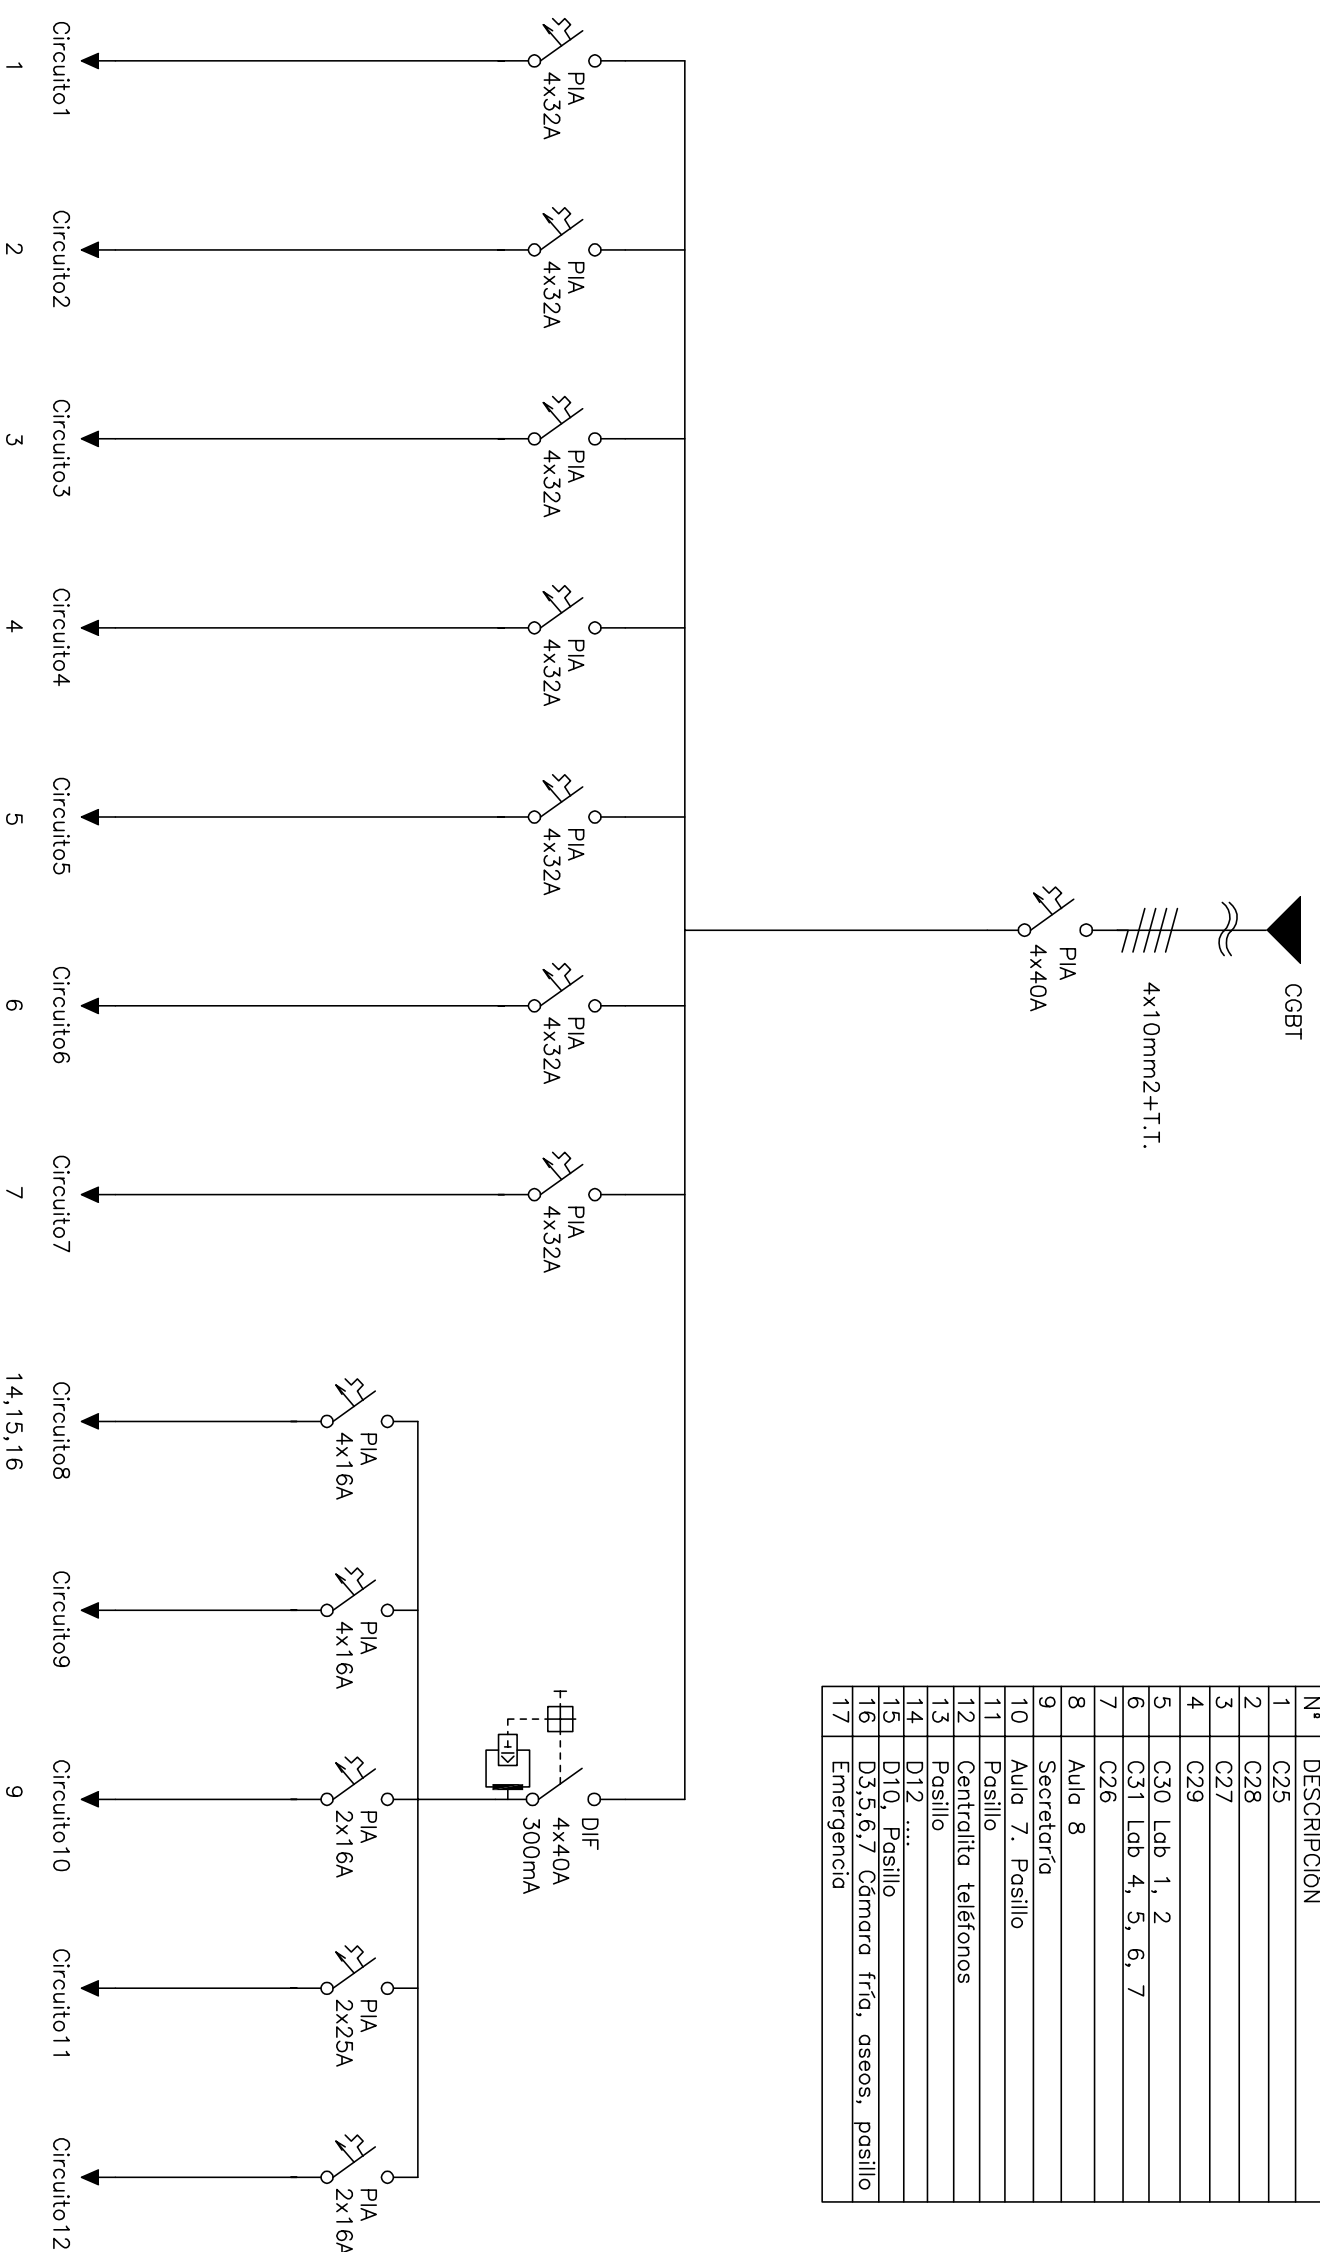 CGBT
4x10mm2+T.T.
PIA
4x40A
Nº DESCRIPCION
1 C25
2 C28
3 C27
4 C29
5 C30 Lab 1, 2
6 C31 Lab 4, 5, 6, 7
7 C26
8 Aula 8
9 Secretaría
10 Aula 7. Pasillo
11 Pasillo
12 Centralita teléfonos
13 Pasillo
14 D12 ....
15 D10, Pasillo
16 D3,5,6,7 Cámara fría, aseos, pasillo
17 Emergencia
PIA
4x32A
PIA
4x32A
PIA
4x32A
PIA
4x32A
PIA
4x32A
PIA
4x32A
PIA
4x32A
DIF
4x40A
300mA
PIA
4x16A
PIA
4x16A
PIA
2x16A
PIA
2x25A
PIA
2x16A
Circuito1
Circuito2
Circuito3
Circuito4
Circuito5
Circuito6
Circuito7
Circuito8
Circuito9
Circuito10
Circuito11
Circuito12
1
2
3
4
5
6
7
14,15,16
9